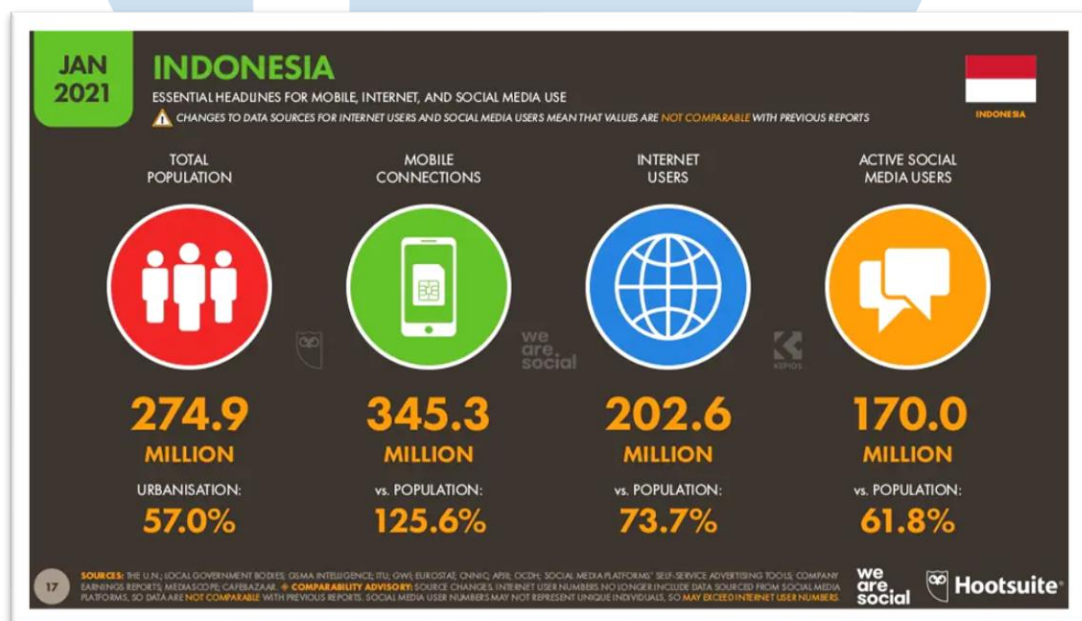 JAN
2021
INDONESIA
ESSENTIAL HEADLINES FOR MOBILE, INTERNET, AND SOCIAL MEDIA USE
CHANGES TO DATA SOURCES FOR INTERNET USERS AND SOCIAL MEDIA USERS MEAN THAT VALUES ARE NOT COMPARABLE WITH PREVIOUS REPORTS
INDONESIA
TOTAL
POPULATION
274.9
MILLION
URBANISATION:
57.0%
MOBILE
CONNECTIONS
345.3
MILLION
vs. POPULATION:
125.6%
INTERNET
USERS
202.6
MILLION
vs. POPULATION:
73.7%
ACTIVE SOCIAL
MEDIA USERS
170.0
MILLION
vs. POPULATION:
61.8%
we
are
social
KEPIOS
17
SOURCES: THE U.N.; LOCAL GOVERNMENT BODIES; GSMA INTELLIGENCE; ITU; GWI; EUROSTAT; CNNIC; APJII; OCDH; SOCIAL MEDIA PLATFORMS' SELF-SERVICE ADVERTISING TOOLS; COMPANY
EARNINGS REPORTS; MEDIASCOPE; CAFEBAZAAR. COMPARABILITY ADVISORY: SOURCE CHANGES. INTERNET USER NUMBERS NO LONGER INCLUDE DATA SOURCED FROM SOCIAL MEDIA
PLATFORMS, SO DATA ARE NOT COMPARABLE WITH PREVIOUS REPORTS. SOCIAL MEDIA USER NUMBERS MAY NOT REPRESENT UNIQUE INDIVIDUALS, SO MAY EXCEED INTERNET USER NUMBERS.
we
are
social
Hootsuite